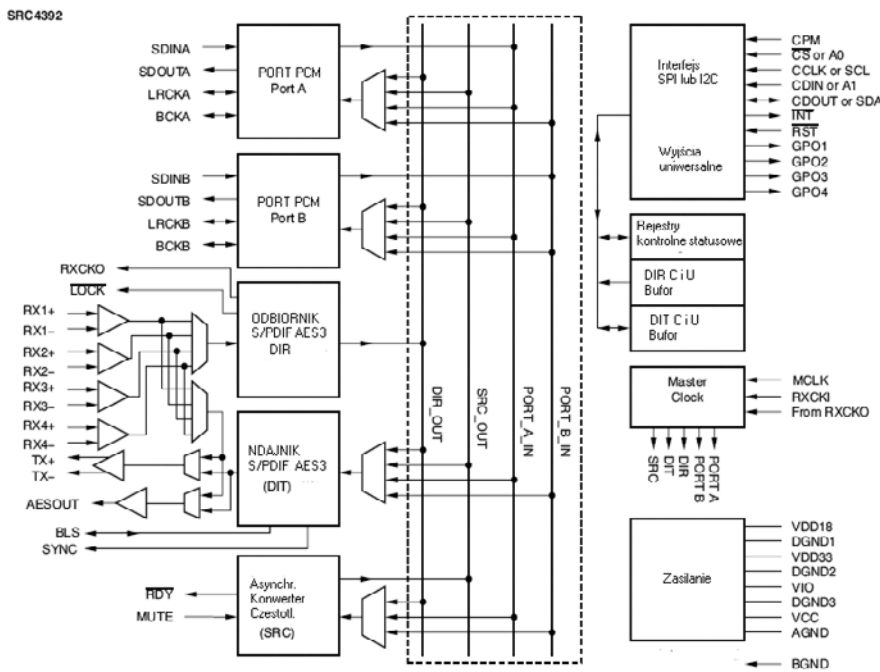 SRC4392
SDINA
SDOUTA
LRCKA
BCKA
PORT PCM
Port A
SDINB
SDOUTB
LRCKB
BCKB
PORT PCM
Port B
RXCKO
LOCK
RX1+
RX1–
RX2+
RX2–
RX3+
RX3–
RX4+
RX4–
TX+
TX–
AESOUT
BLS
SYNC
ODBIORNIK
S/PDIF AES3
DIR
NDAJNIK
S/PDIF AES3
(DIT)
RDY
MUTE
Asynchr.
Konwerter
Czestotl.
(SRC)
DIR_OUT
SRC_OUT
PORT_A_IN
PORT_B_IN
Interfejs
SPI lub I2C
Wyjścia
uniwersalne
CPM
CS or A0
CCLK or SCL
CDIN or A1
CDOUT or SDA
INT
RST
GPO1
GPO2
GPO3
GPO4
Rejestry
kontrolne statusowe
DIR C i U
Bufor
DIT C i U
Bufor
Master
Clock
MCLK
RXCKI
From RXCKO
SRC
DIT
DIR
PORT B
PORT A
Zasilanie
VDD18
DGND1
VDD33
DGND2
VIO
DGND3
VCC
AGND
BGND